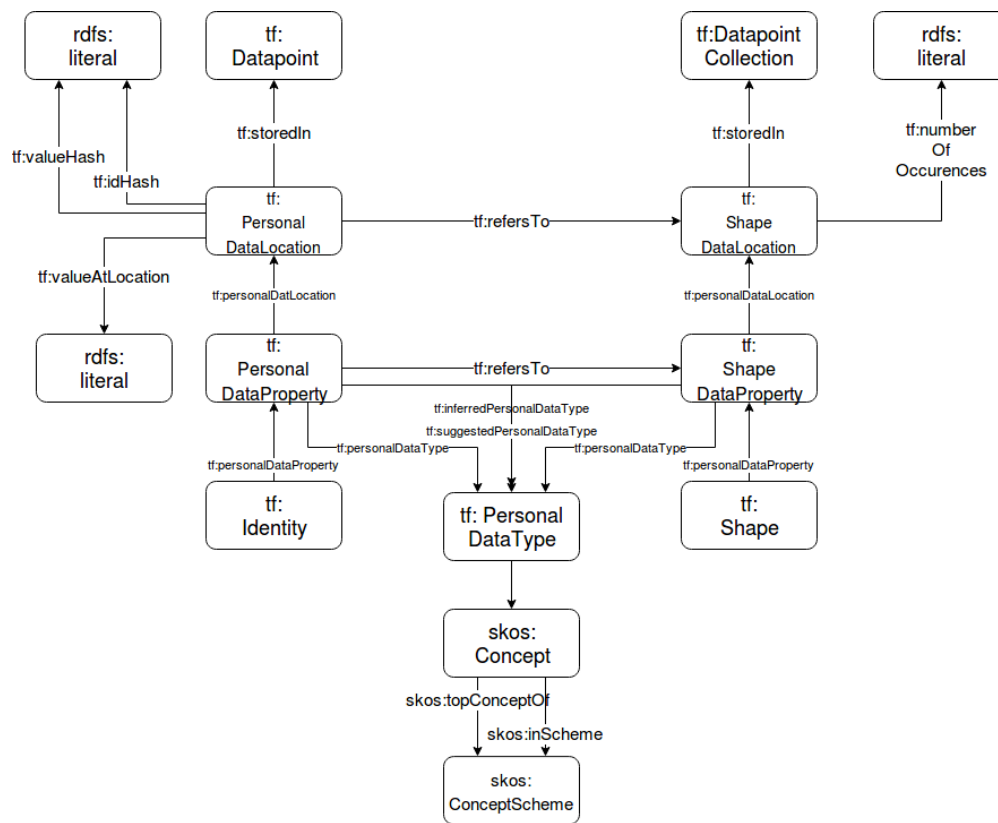 rdfs:
literal
tf:
Datapoint
tf:Datapoint
Collection
rdfs:
literal
tf:valueHash
tf:idHash
tf:storedIn
tf:storedIn
tf:number
Of
Occurences
tf:
Personal
DataLocation
tf:refersTo
tf:
Shape
DataLocation
tf:valueAtLocation
tf:personalDatLocation
tf:personalDataLocation
rdfs:
literal
tf:
Personal
DataProperty
tf:refersTo
tf:
Shape
DataProperty
tf:inferredPersonalDataType
tf:suggestedPersonalDataType
tf:personalDataType
tf:personalDataType
tf:personalDataProperty
tf:personalDataProperty
tf:
Identity
tf: Personal
DataType
tf:
Shape
skos:
Concept
skos:topConceptOf
skos:inScheme
skos:
ConceptScheme